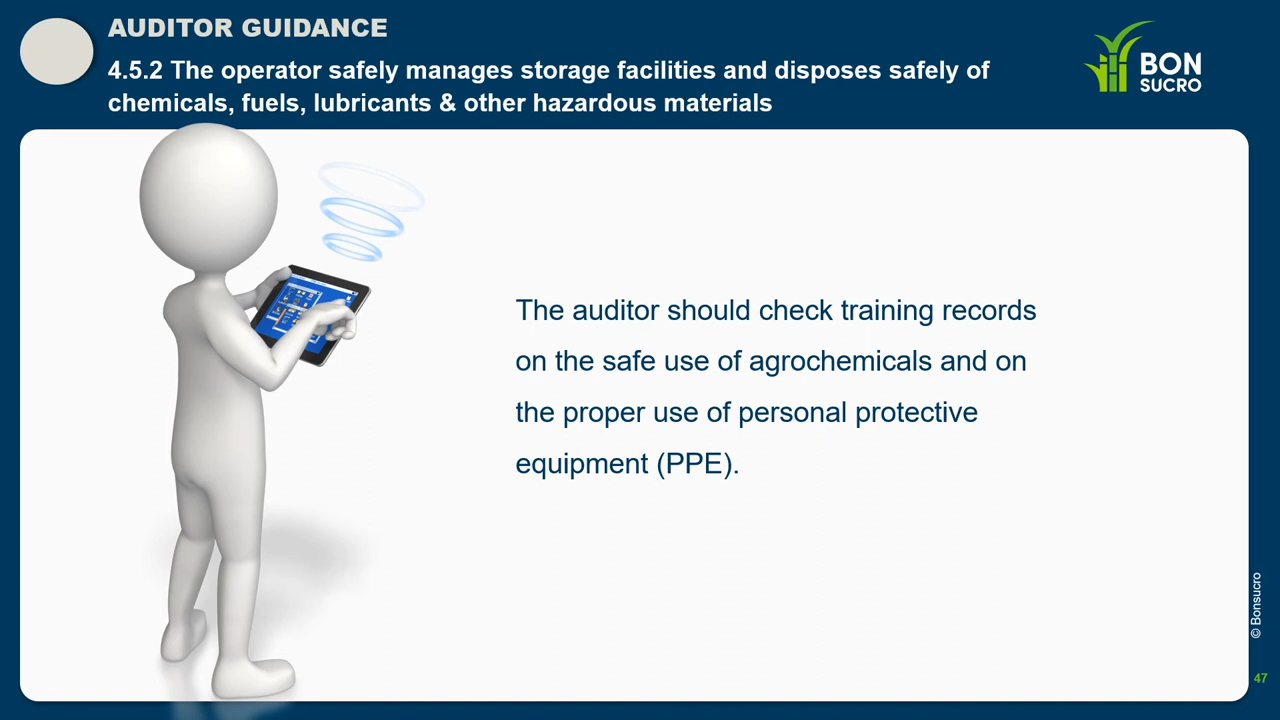 AUDITOR GUIDANCE
4.5.2 The operator safely manages storage facilities and disposes safely of
chemicals, fuels, lubricants & other hazardous materials
BON
SUCRO
The auditor should check training records
on the safe use of agrochemicals and on
the proper use of personal protective
equipment (PPE).
© Bonsucro
47